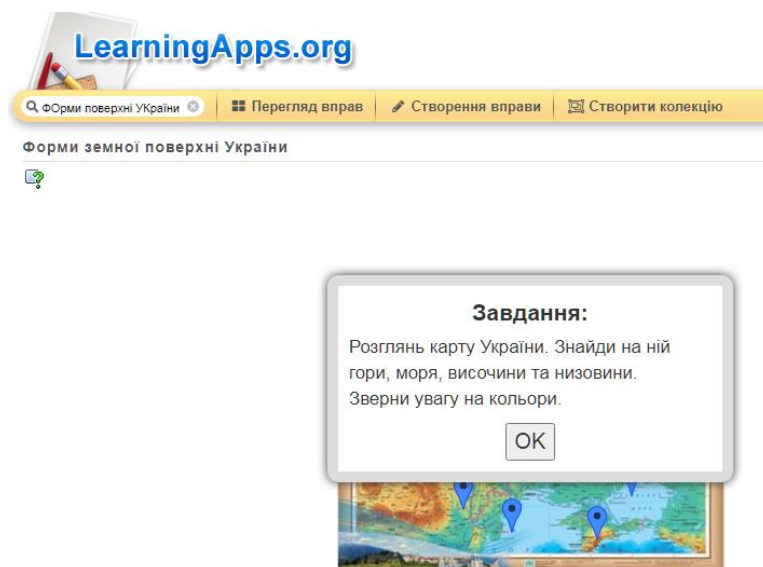 LearningApps.org
фОрми поверхні УКраїни
Перегляд вправ
Створення вправи
Створити колекцію
Форми земної поверхні України
Завдання:
Розглянь карту України. Знайди на ній
гори, моря, височини та низовини.
Зверни увагу на кольори.
OK